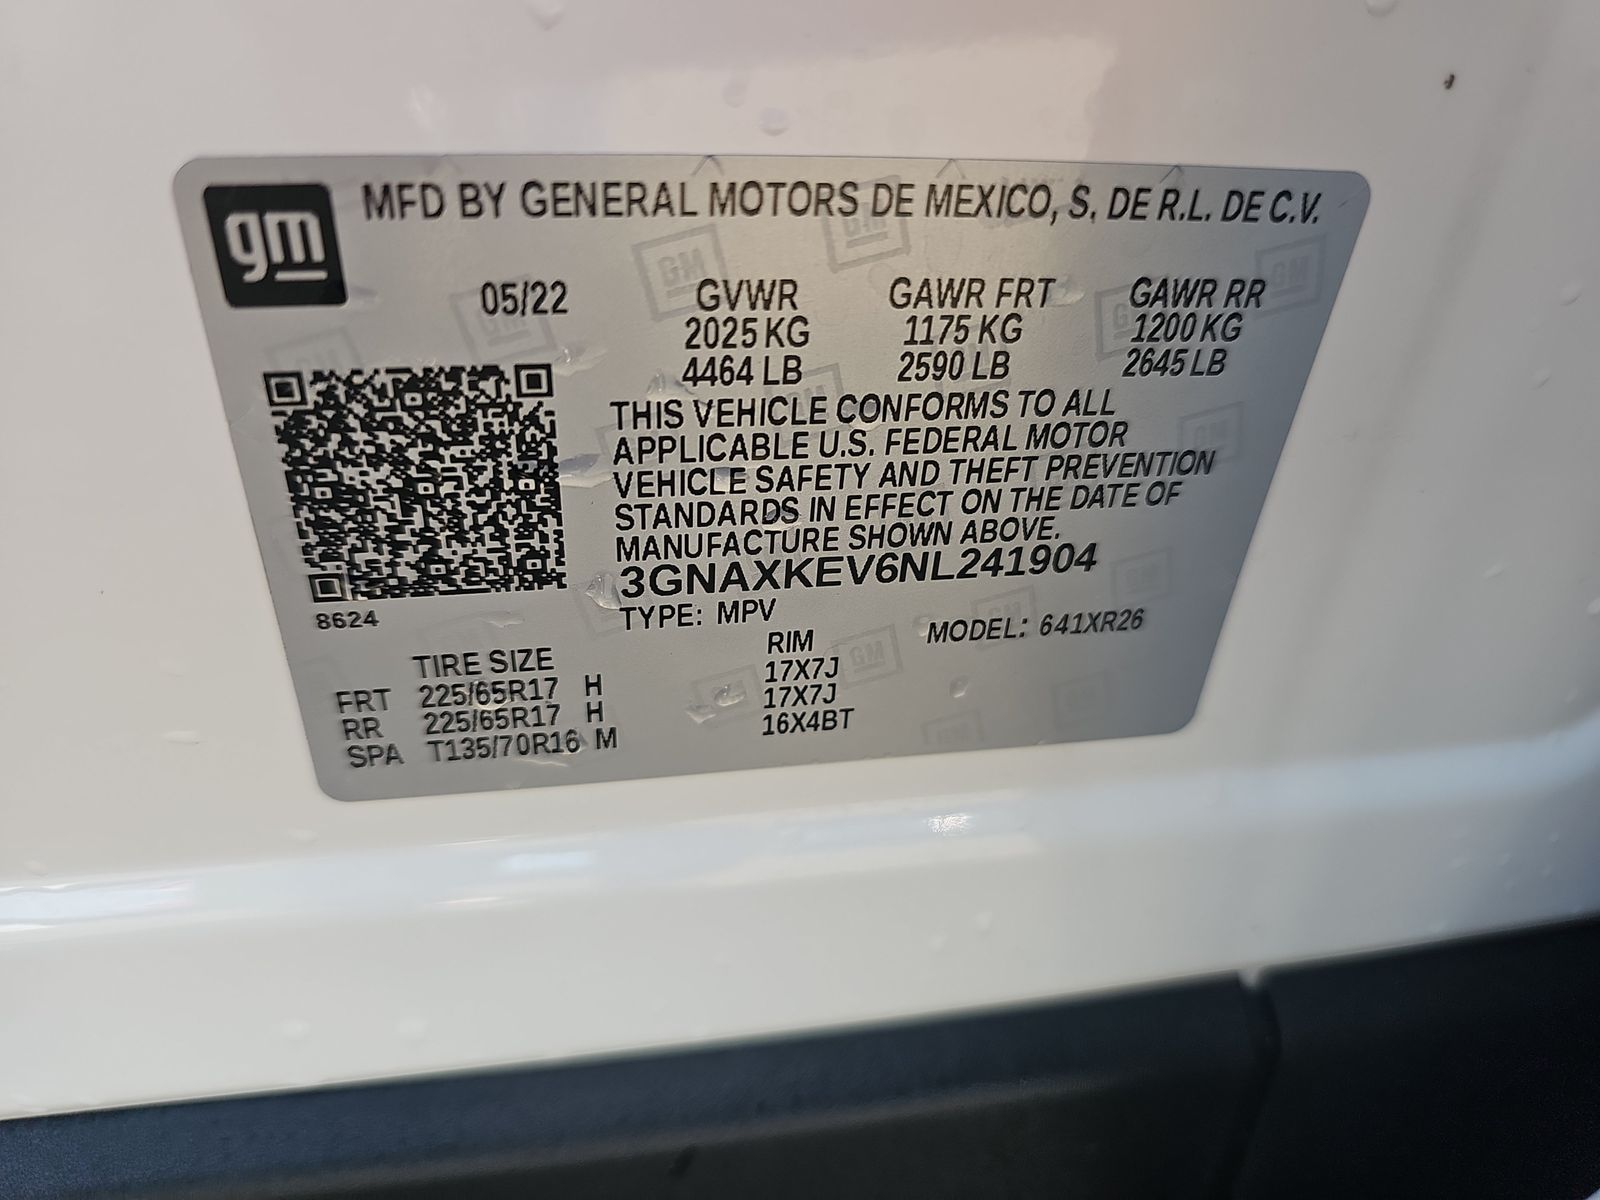 gm
MFD BY GENERAL MOTORS DE MEXICO, S. DE R.L. DE C.V.
05/22 GVWR GAWR FRT GAWR RR
2025 KG 1175 KG 1200 KG
4464 LB 2590 LB 2645 LB
THIS VEHICLE CONFORMS TO ALL
APPLICABLE U.S. FEDERAL MOTOR
VEHICLE SAFETY AND THEFT PREVENTION
STANDARDS IN EFFECT ON THE DATE OF
MANUFACTURE SHOWN ABOVE.
3GNAXKEV6NL241904
8624
TYPE: MPV MODEL: 641XR26
TIRE SIZE RIM
FRT 225/65R17 H 17X7J
RR 225/65R17 H 17X7J
SPA T135/70R16 M 16X4BT